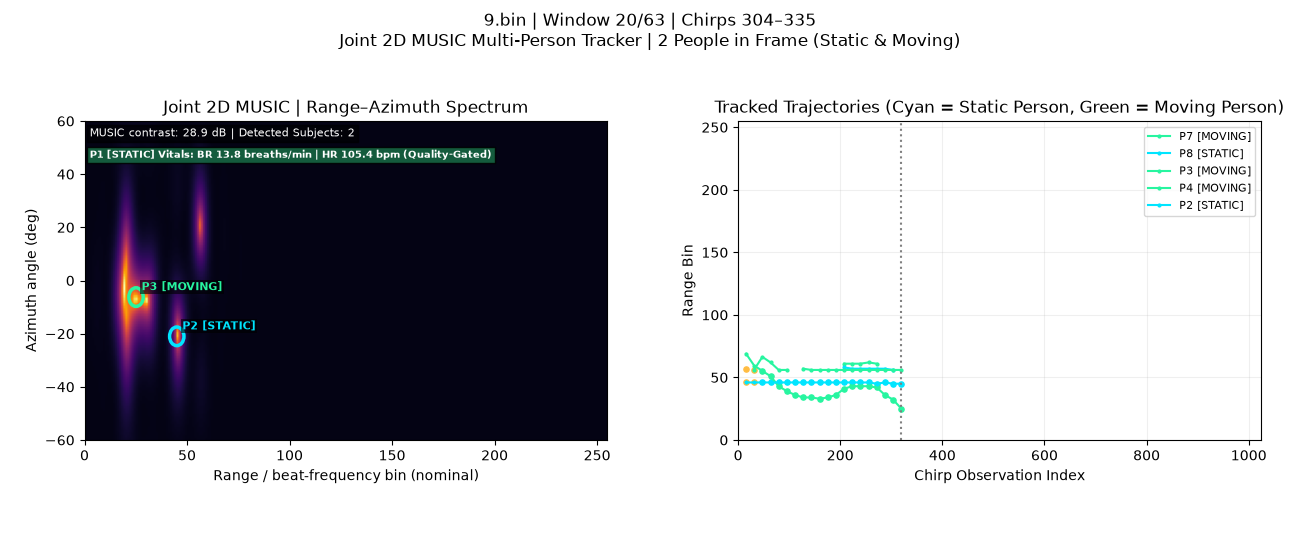 9.bin | Window 20/63 | Chirps 304–335
Joint 2D MUSIC Multi-Person Tracker | 2 People in Frame (Static & Moving)
Joint 2D MUSIC | Range–Azimuth Spectrum
MUSIC contrast: 28.9 dB | Detected Subjects: 2
P1 [STATIC] Vitals: BR 13.8 breaths/min | HR 105.4 bpm (Quality-Gated)
P3 [MOVING]
P2 [STATIC]
60
40
20
0
−20
−40
−60
Azimuth angle (deg)
0
50
100
150
200
250
Range / beat-frequency bin (nominal)
Tracked Trajectories (Cyan = Static Person, Green = Moving Person)
P7 [MOVING]
P8 [STATIC]
P3 [MOVING]
P4 [MOVING]
P2 [STATIC]
250
200
150
100
50
0
Range Bin
0
200
400
600
800
1000
Chirp Observation Index